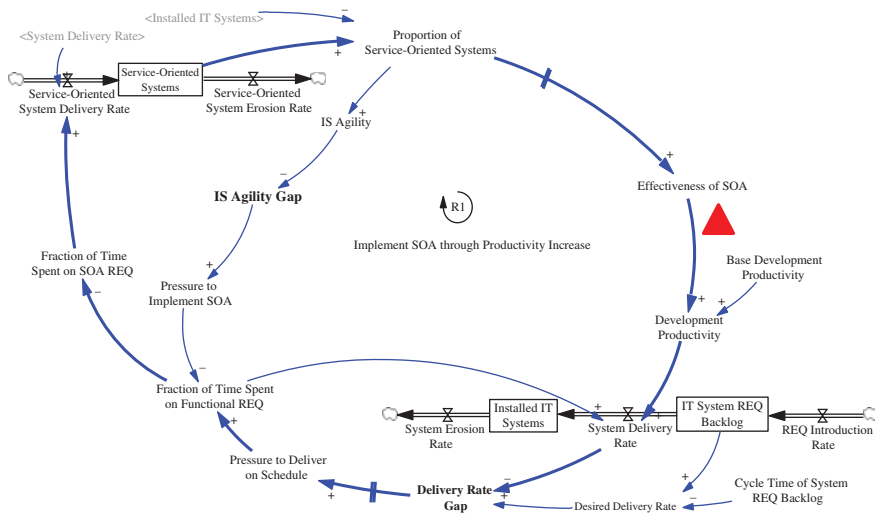 <Installed IT Systems>
−
<System Delivery Rate>
Proportion of
Service-Oriented Systems
+
Service-Oriented
Systems
Service-Oriented
System Delivery Rate
Service-Oriented
System Erosion Rate
+
+
IS Agility
+
−
Effectiveness of SOA
IS Agility Gap
R1
Implement SOA through Productivity Increase
Fraction of Time
Spent on SOA REQ
−
+
Pressure to
Implement SOA
Base Development
Productivity
+
+
Development
Productivity
−
Fraction of Time Spent
on Functional REQ
+
Installed IT
Systems
System Erosion
Rate
+
+
System Delivery
Rate
IT System REQ
Backlog
REQ Introduction
Rate
Pressure to Deliver
on Schedule
+
Delivery Rate
Gap
−
+
Desired Delivery Rate
+
−
Cycle Time of System
REQ Backlog